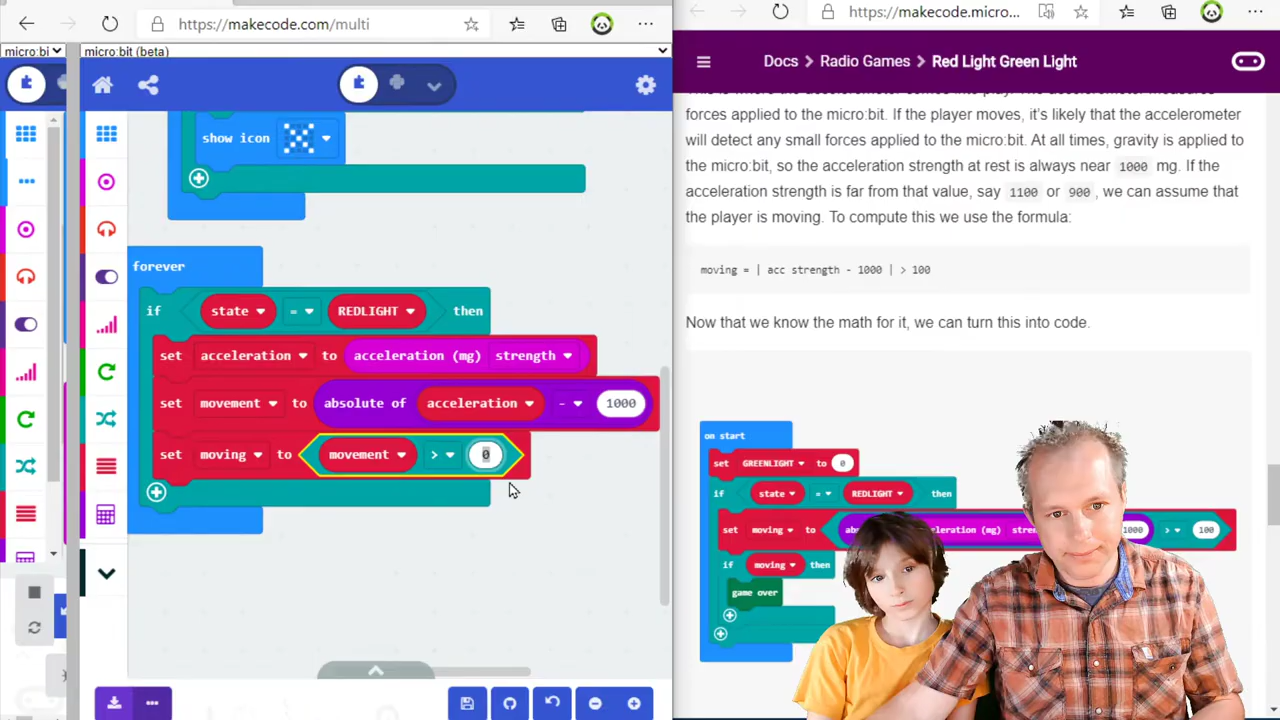 https://makecode.com/multi
micro:bi
micro:bit (beta)
show icon
forever
if state = REDLIGHT then
set acceleration to acceleration (mg) strength
set movement to absolute of acceleration - 1000
set moving to movement > 0
https://makecode.micro...
Docs > Radio Games > Red Light Green Light
forces applied to the micro:bit. If the player moves, it's likely that the accelerometer
will detect any small forces applied to the micro:bit. At all times, gravity is applied to
the micro:bit, so the acceleration strength at rest is always near 1000 mg. If the
acceleration strength is far from that value, say 1100 or 900, we can assume that
the player is moving. To compute this we use the formula:
moving = | acc strength - 1000 | > 100
Now that we know the math for it, we can turn this into code.
on start
set GREENLIGHT to 0
if state = REDLIGHT then
set moving to (mg) 1000 > 100
if moving then
game over